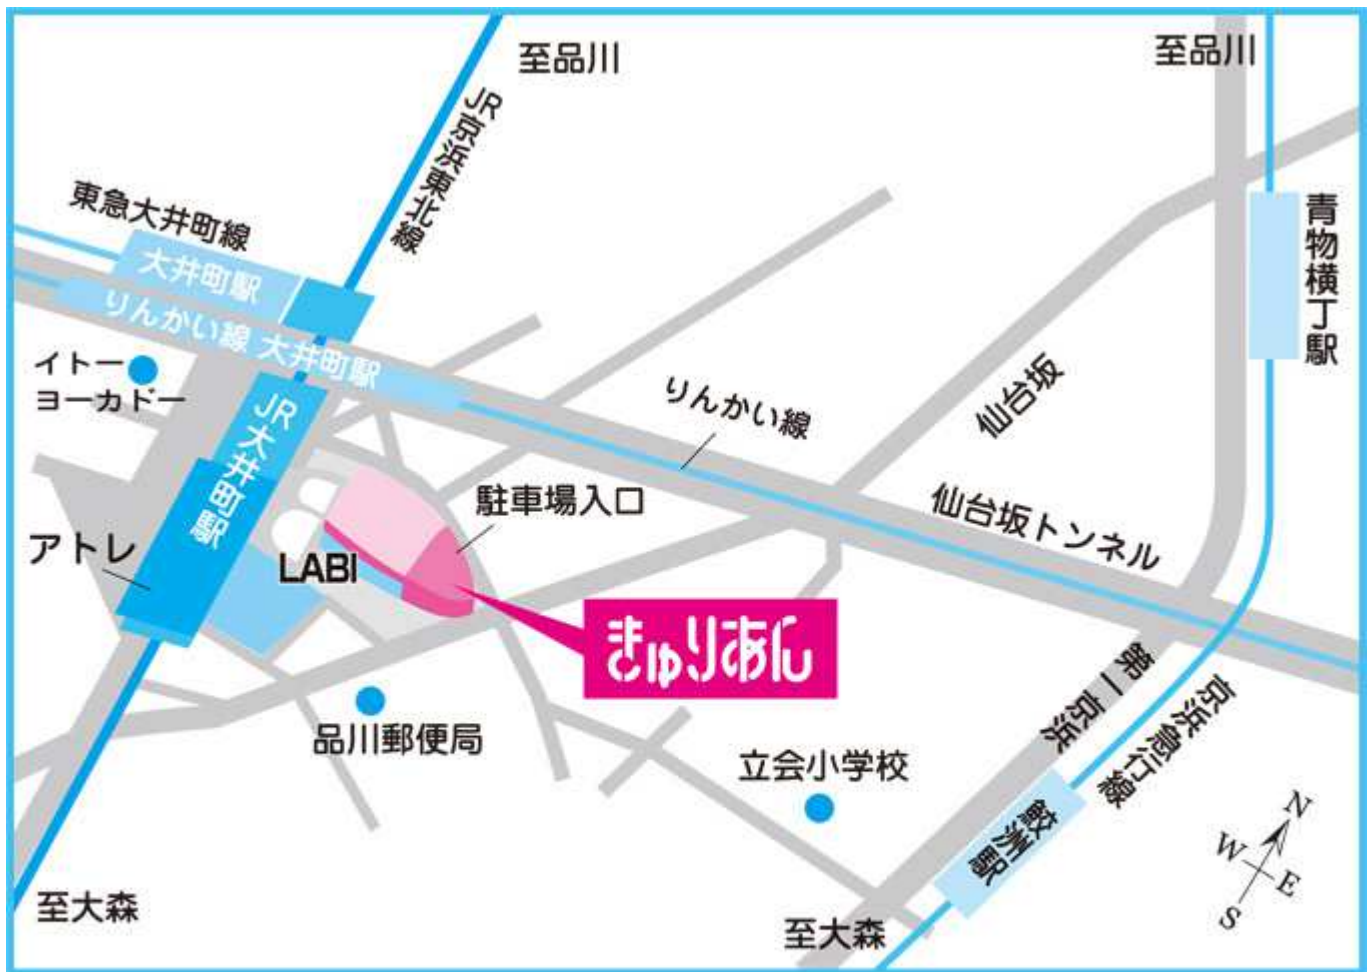 至品川
至品川
JR京浜東北線
東急大井町線
大井町駅
りんかい線 大井町駅
青物横丁駅
イトー
ヨーカドー
JR大井町駅
りんかい線
仙台坂
駐車場入口
仙台坂トンネル
アトレ
LABI
きゅりあん
第一京浜
京浜急行線
品川郵便局
立会小学校
鮫洲駅
N
W
E
S
至大森
至大森